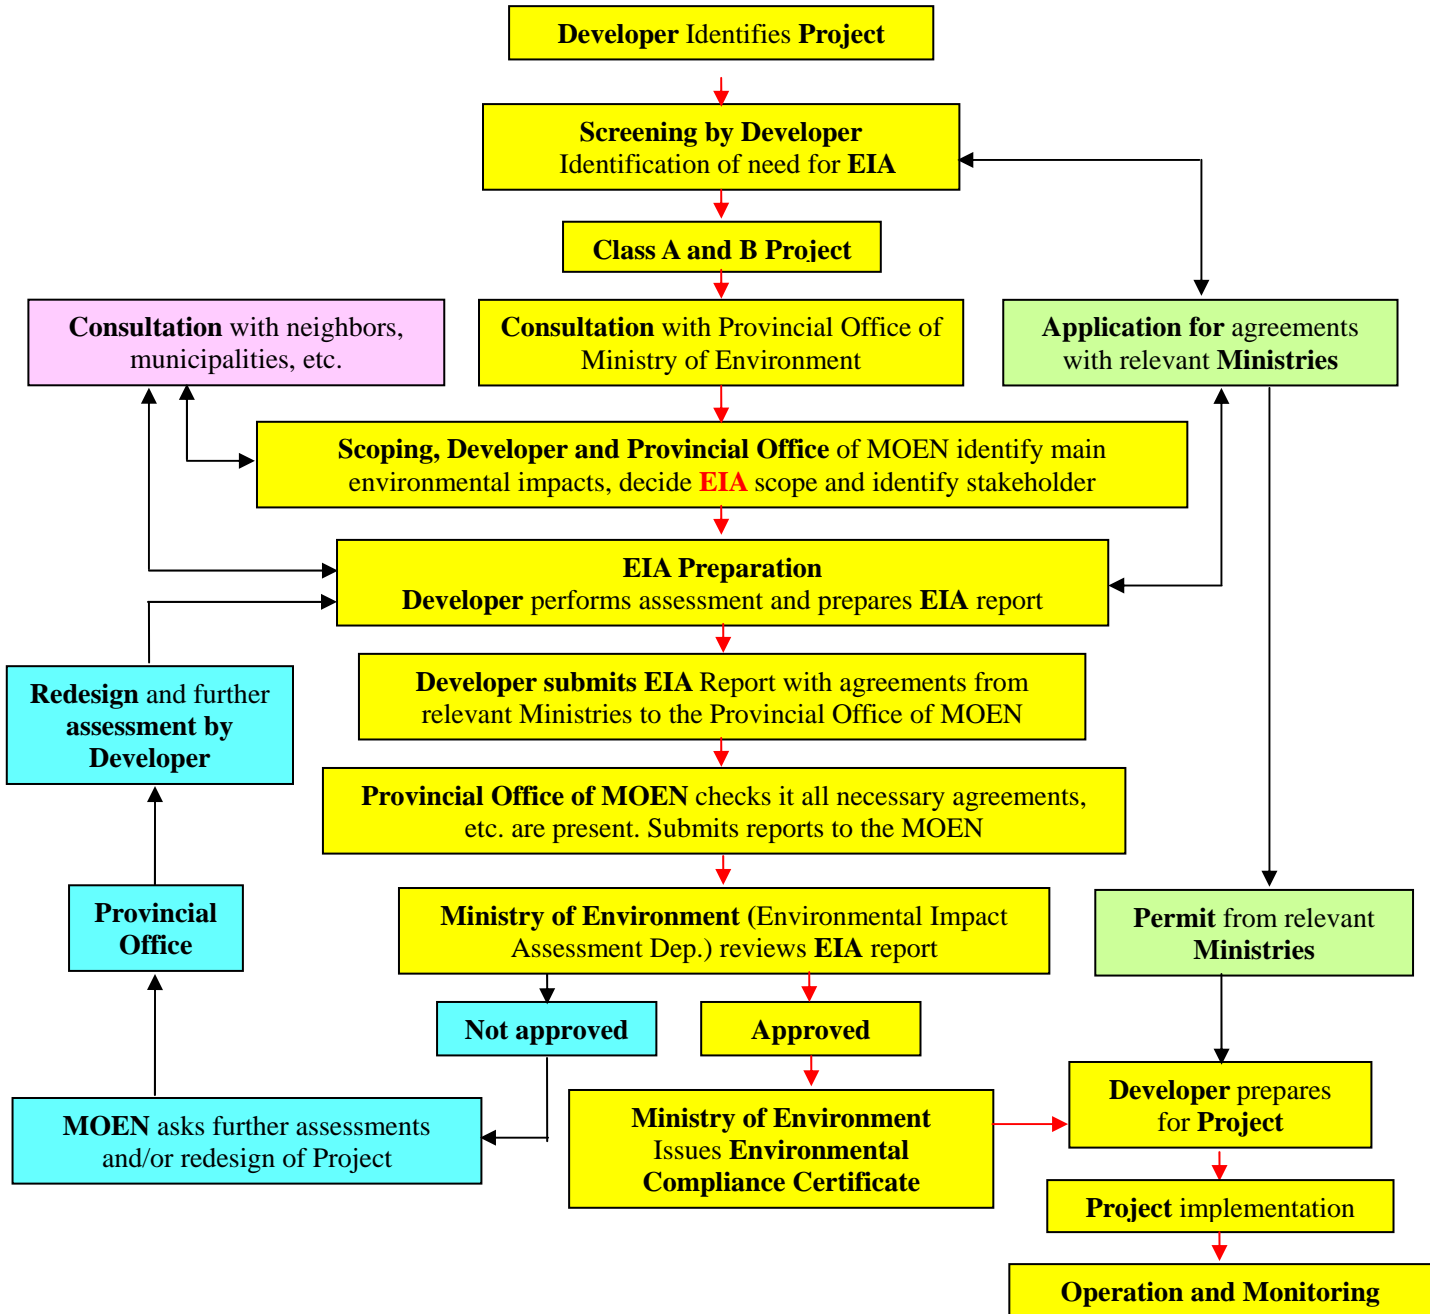 Developer Identifies Project
Screening by Developer
Identification of need for EIA
Class A and B Project
Consultation with neighbors,
municipalities, etc.
Consultation with Provincial Office of
Ministry of Environment
Application for agreements
with relevant Ministries
Scoping, Developer and Provincial Office of MOEN identify main
environmental impacts, decide EIA scope and identify stakeholder
EIA Preparation
Developer performs assessment and prepares EIA report
Redesign and further
assessment by
Developer
Developer submits EIA Report with agreements from
relevant Ministries to the Provincial Office of MOEN
Provincial Office of MOEN checks it all necessary agreements,
etc. are present. Submits reports to the MOEN
Provincial
Office
Ministry of Environment (Environmental Impact
Assessment Dep.) reviews EIA report
Permit from relevant
Ministries
Not approved
Approved
MOEN asks further assessments
and/or redesign of Project
Ministry of Environment
Issues Environmental
Compliance Certificate
Developer prepares
for Project
Project implementation
Operation and Monitoring